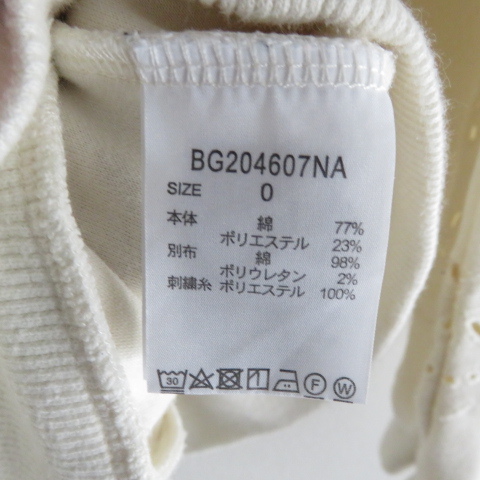 BG204607NA
SIZE 0
本体 綿 77%
ポリエステル 23%
別布 綿 98%
ポリウレタン 2%
刺繍糸 ポリエステル 100%
30 F W